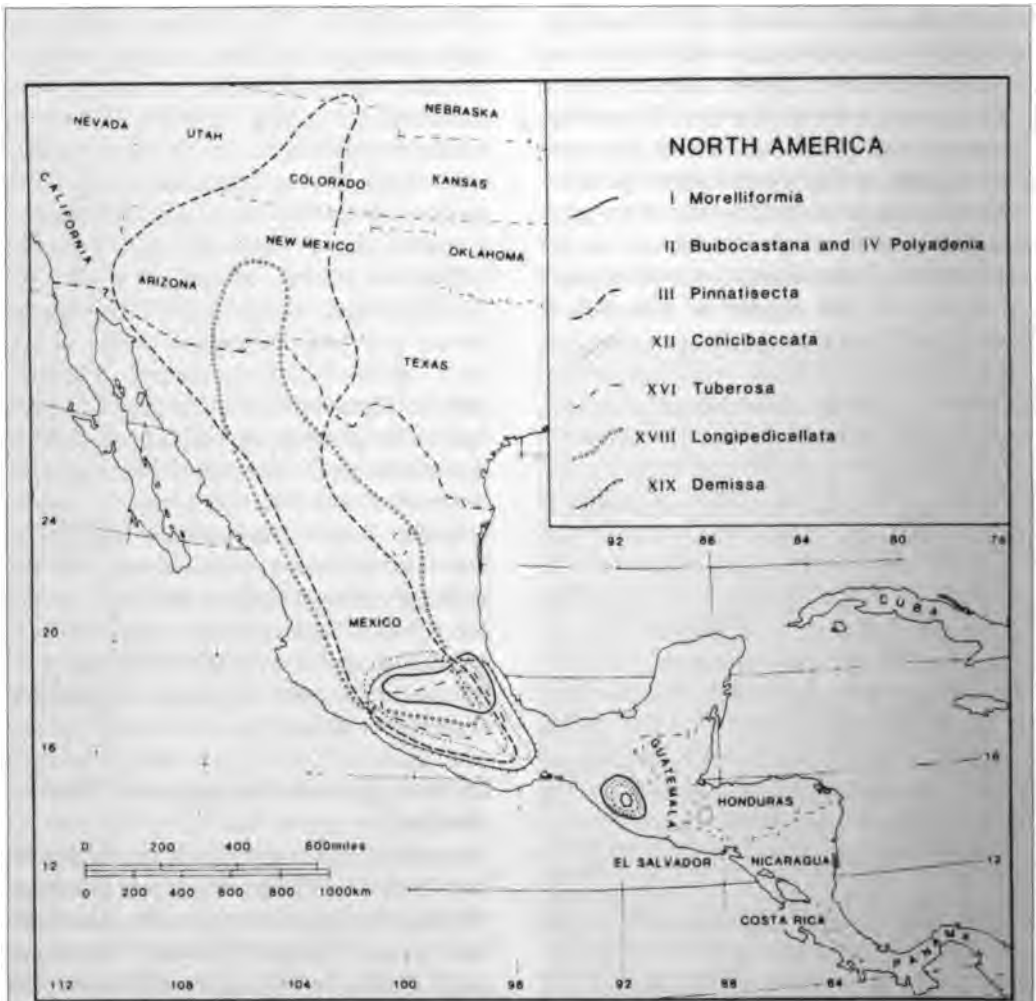 NEBRASKA
NEVADA
UTAH
NORTH AMERICA
COLORADO
KANSAS
I Morelliformia
CALIFORNIA
NEW MEXICO
OKLAHOMA
II Bulbocastana and IV Polyadenia
ARIZONA
?
III Pinnatisecta
TEXAS
XII Conicibaccata
XVI Tuberosa
XVIII Longipedicellata
XIX Demissa
24
92 88 84 80 76
CUBA
20
MEXICO
16
GUATEMALA
16
HONDURAS
0 200 400 600miles
12
EL SALVADOR
NICARAGUA
12
0 200 400 600 800 1000km
COSTA RICA
PANAMA
112 108 104 100 96 92 88 84